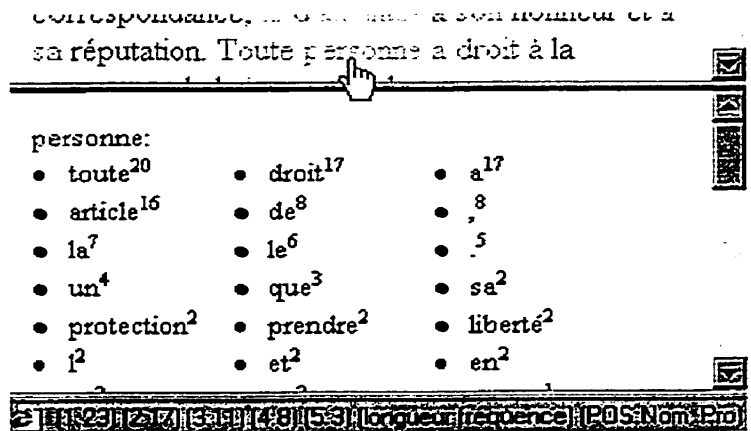 sa réputation. Toute personne a droit à la
personne:
• toute20 • droit17 • a17
• article16 • de8 • ,8
• la7 • le6 • .5
• un4 • que3 • sa2
• protection2 • prendre2 • liberté2
• l2 • et2 • en2
[longueur] [fréquence] [POS:Nom, Pro]